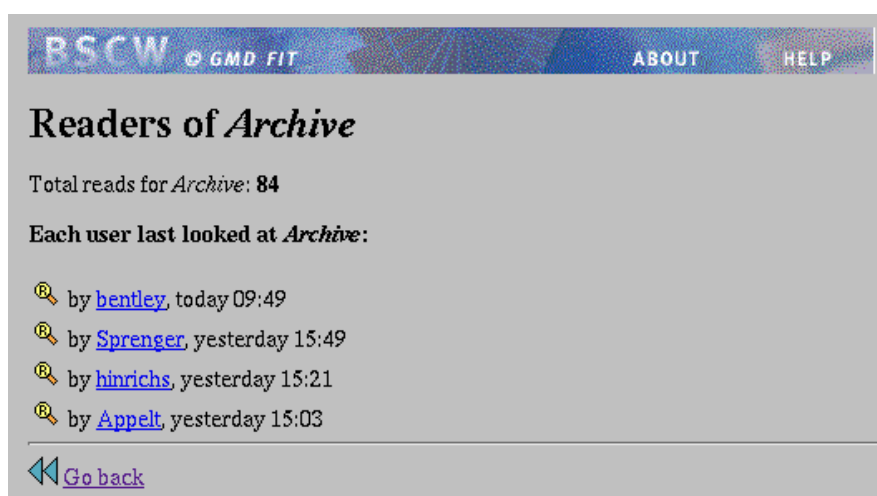 BSCW © GMD FIT ABOUT HELP
Readers of Archive
Total reads for Archive: 84
Each user last looked at Archive:
R by bentley, today 09:49
R by Sprenger, yesterday 15:49
R by hinrichs, yesterday 15:21
R by Appelt, yesterday 15:03
Go back